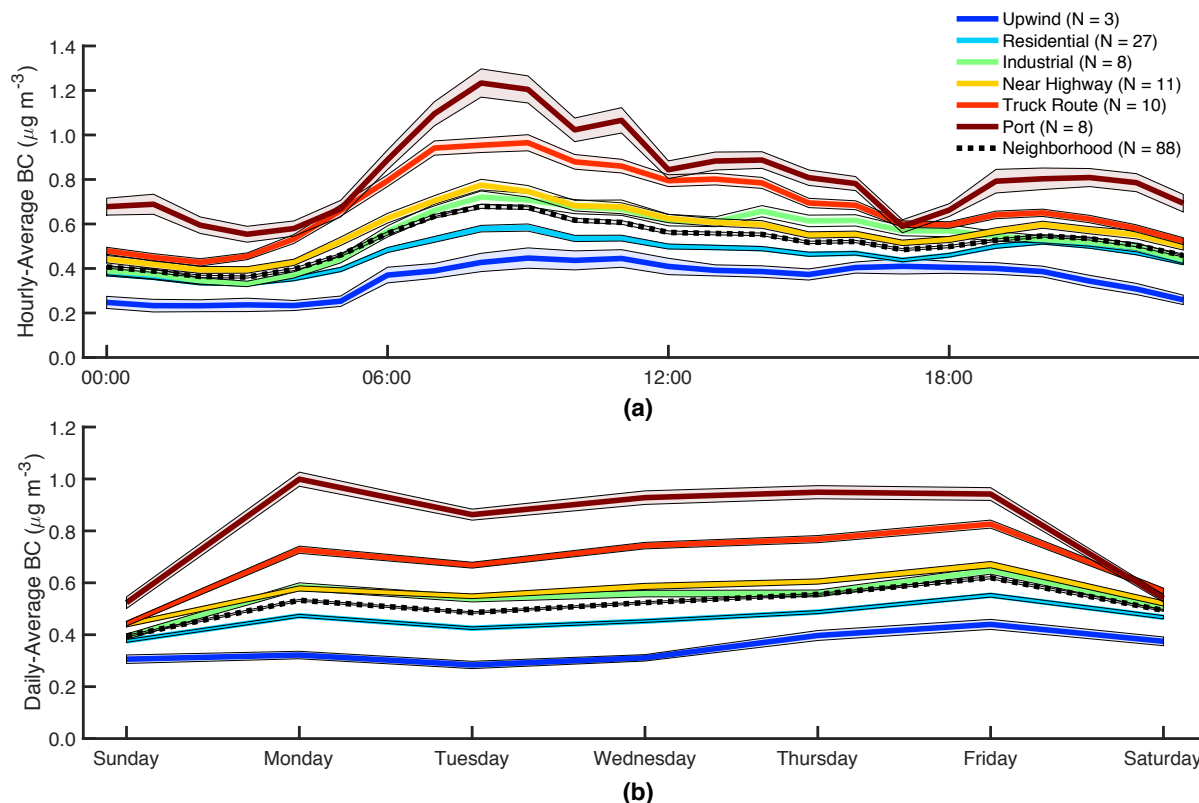 Upwind (N = 3)
Residential (N = 27)
Industrial (N = 8)
Near Highway (N = 11)
Truck Route (N = 10)
Port (N = 8)
Neighborhood (N = 88)
Hourly-Average BC (μg m⁻³)
1.4
1.2
1.0
0.8
0.6
0.4
0.2
0.0
00:00 06:00 12:00 18:00
(a)
Daily-Average BC (μg m⁻³)
1.2
1.0
0.8
0.6
0.4
0.2
0.0
Sunday Monday Tuesday Wednesday Thursday Friday Saturday
(b)